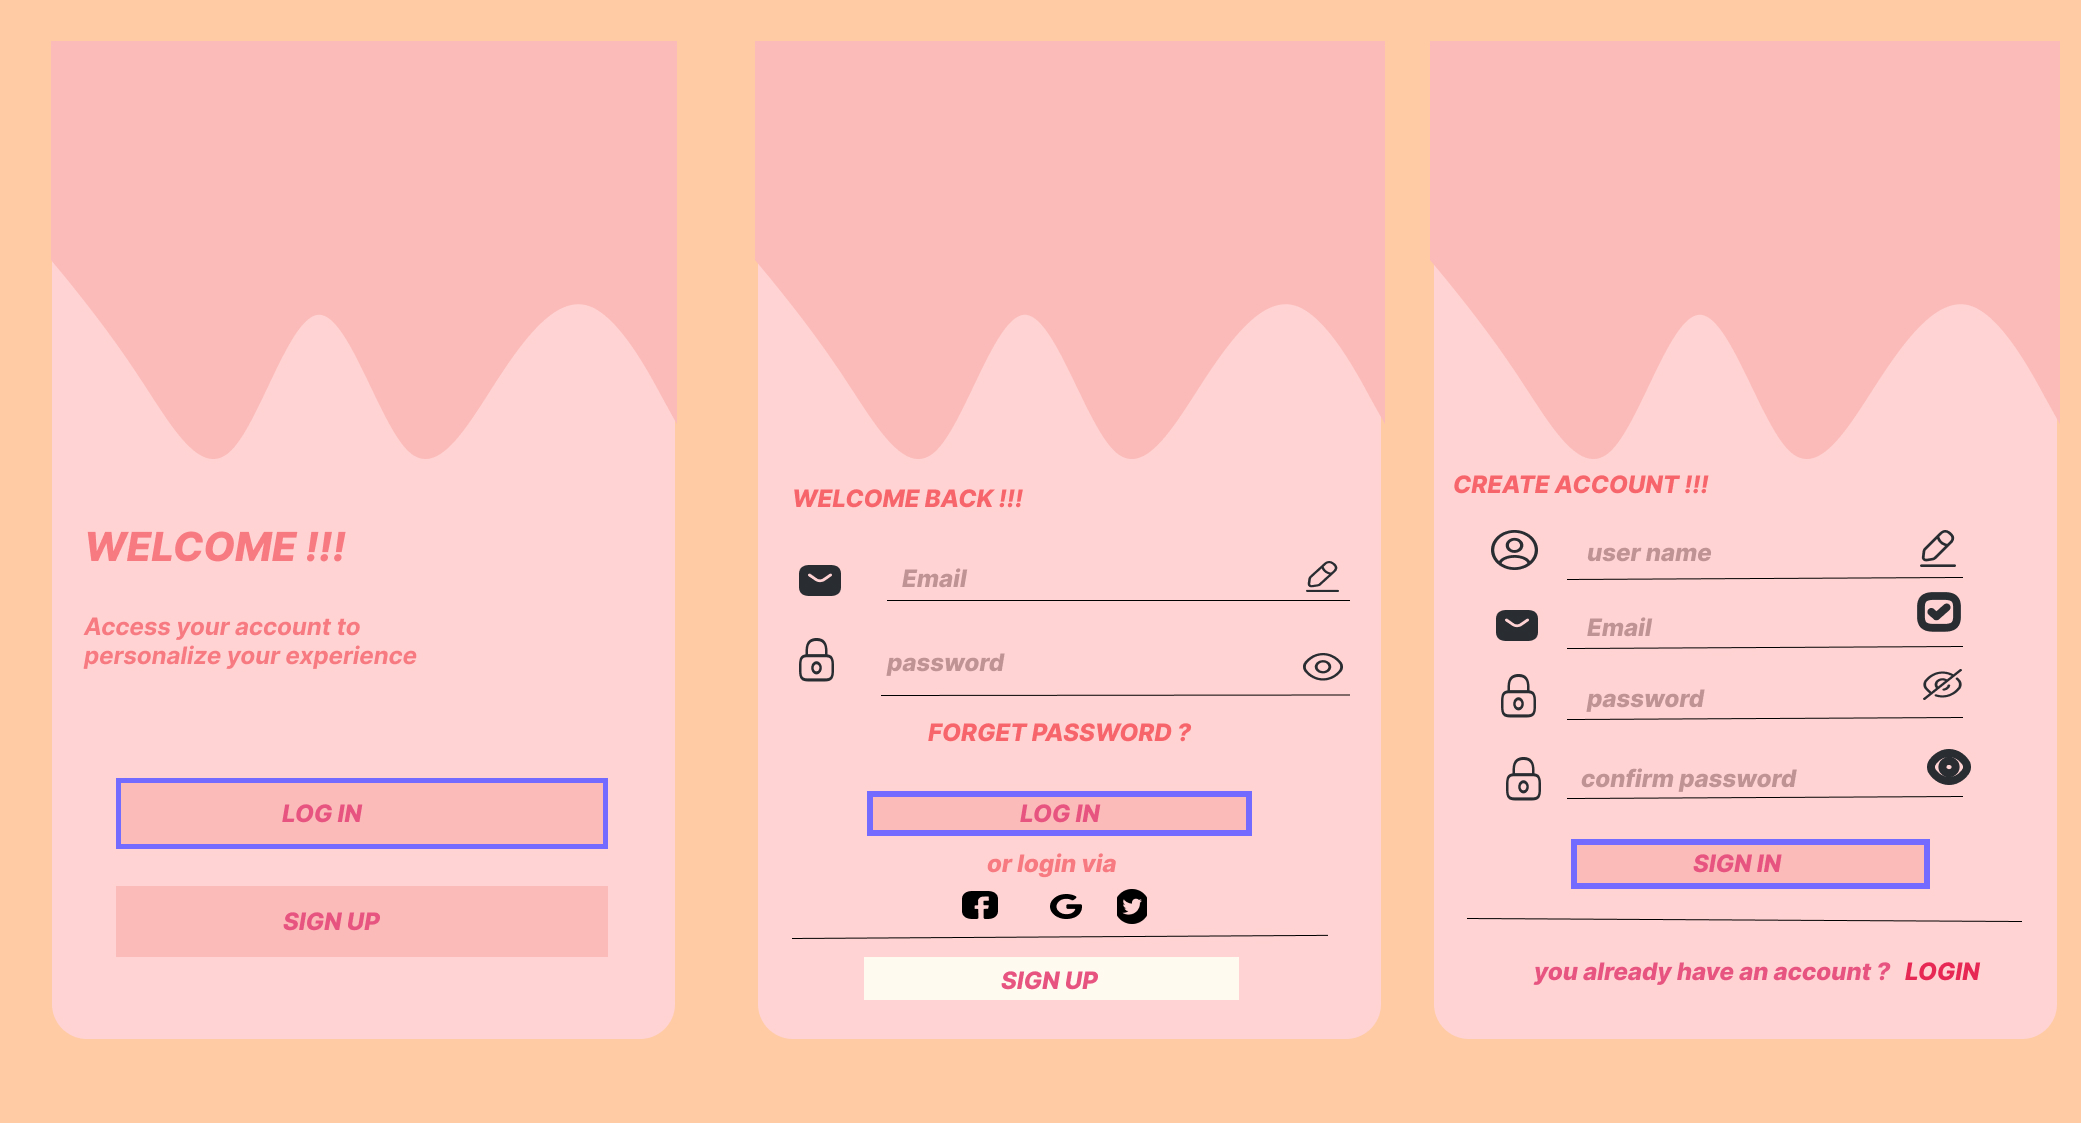 WELCOME !!!
Access your account to
personalize your experience
LOG IN
SIGN UP
WELCOME BACK !!!
Email
password
FORGET PASSWORD ?
LOG IN
or login via
SIGN UP
CREATE ACCOUNT !!!
user name
Email
password
confirm password
SIGN IN
you already have an account ? LOGIN